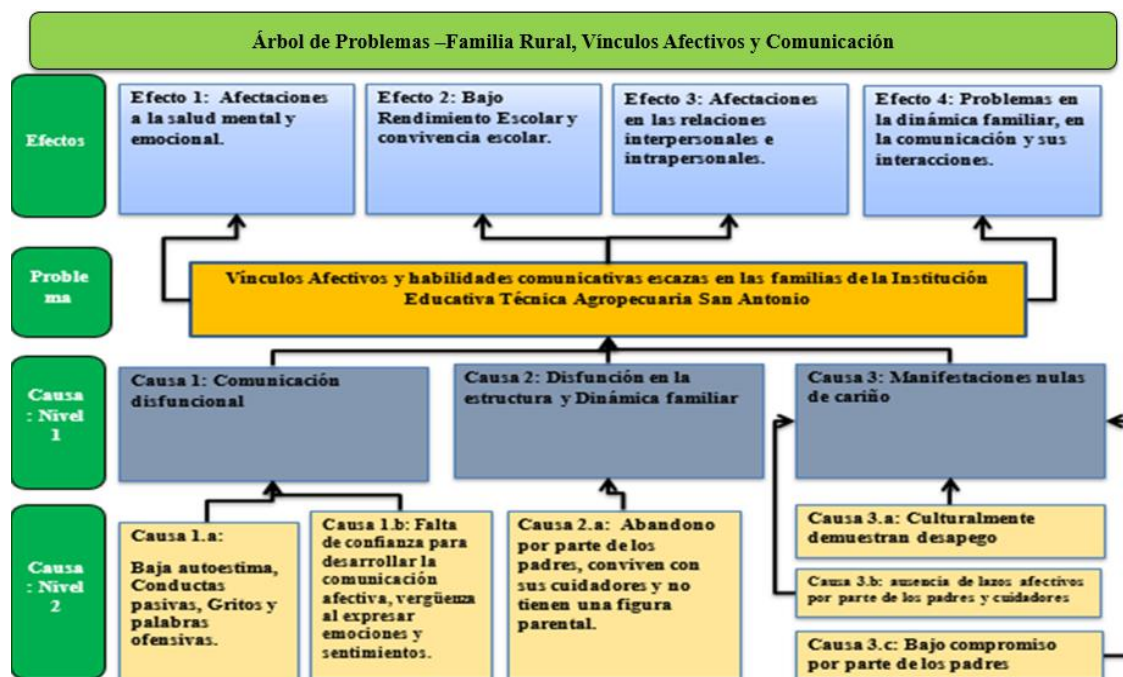 Árbol de Problemas –Familia Rural, Vínculos Afectivos y Comunicación
Efectos
Efecto 1: Afectaciones
a la salud mental y
emocional.
Efecto 2: Bajo
Rendimiento Escolar y
convivencia escolar.
Efecto 3: Afectaciones
en las relaciones
interpersonales e
intrapersonales.
Efecto 4: Problemas en
la dinámica familiar, en
la comunicación y sus
interacciones.
Proble
ma
Vínculos Afectivos y habilidades comunicativas escazas en las familias de la Institución
Educativa Técnica Agropecuaria San Antonio
Causa
: Nivel
1
Causa 1: Comunicación
disfuncional
Causa 2: Disfunción en la
estructura y Dinámica familiar
Causa 3: Manifestaciones nulas
de cariño
Causa
: Nivel
2
Causa 1.a:
Baja autoestima,
Conductas
pasivas, Gritos y
palabras
ofensivas.
Causa 1.b: Falta
de confianza para
desarrollar la
comunicación
afectiva, vergüenza
al expresar
emociones y
sentimientos.
Causa 2.a: Abandono
por parte de los
padres, conviven con
sus cuidadores y no
tienen una figura
parental.
Causa 3.a: Culturalmente
demuestran desapego
Causa 3.b: ausencia de lazos afectivos
por parte de los padres y cuidadores
Causa 3.c: Bajo compromiso
por parte de los padres